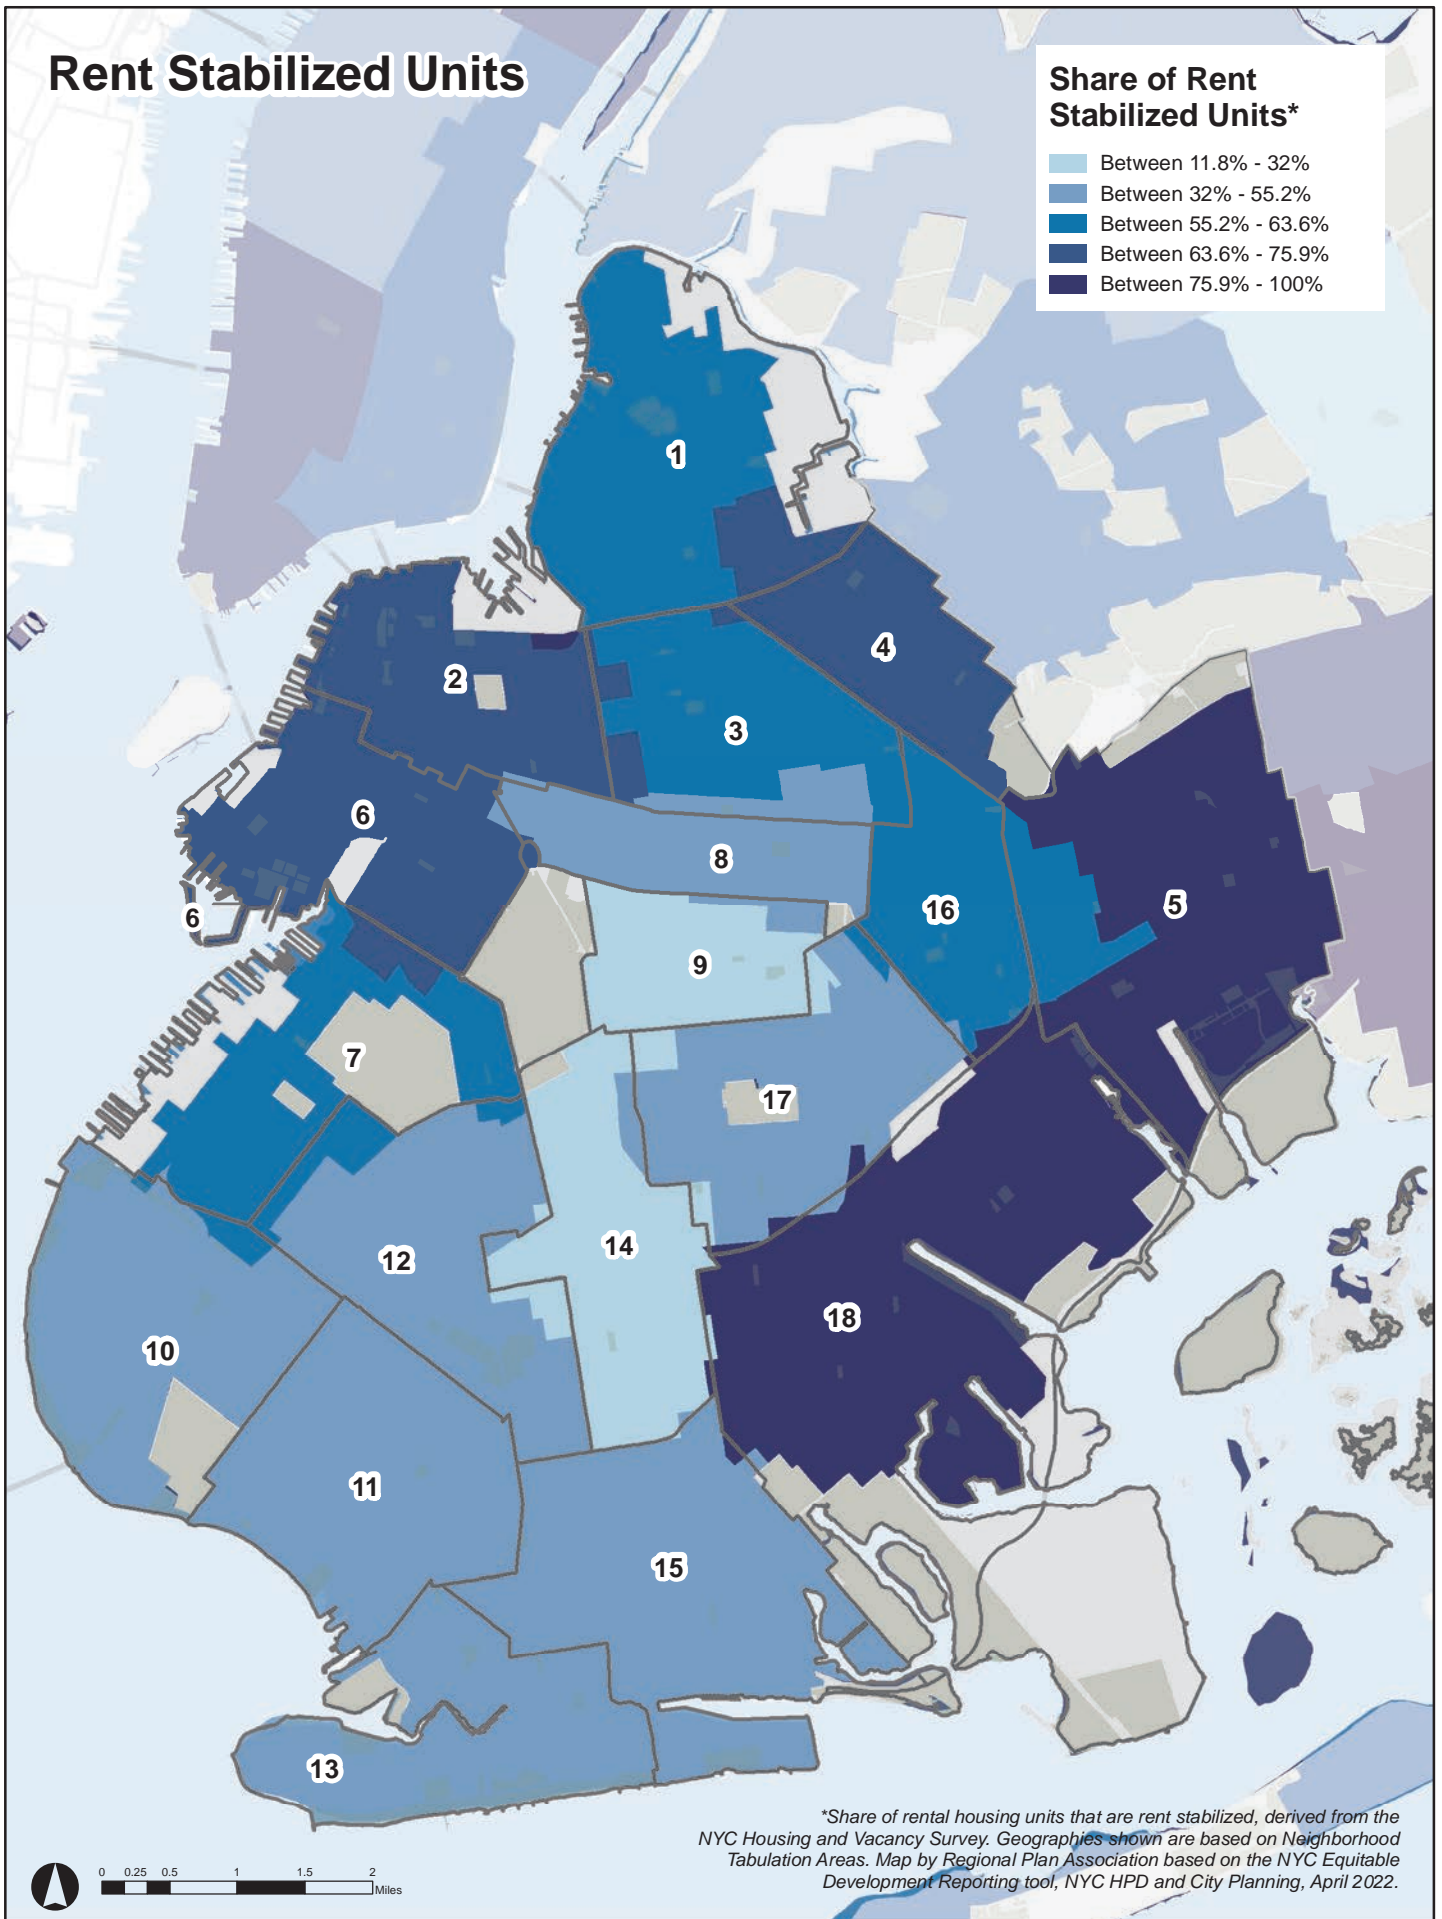 Rent Stabilized Units
Share of Rent
Stabilized Units*
Between 11.8% - 32%
Between 32% - 55.2%
Between 55.2% - 63.6%
Between 63.6% - 75.9%
Between 75.9% - 100%
1
4
2
3
6
8
5
16
6
9
7
17
14
12
18
10
11
15
13
*Share of rental housing units that are rent stabilized, derived from the
NYC Housing and Vacancy Survey. Geographies shown are based on Neighborhood
Tabulation Areas. Map by Regional Plan Association based on the NYC Equitable
Development Reporting tool, NYC HPD and City Planning, April 2022.
0 0.25 0.5 1 1.5 2
Miles